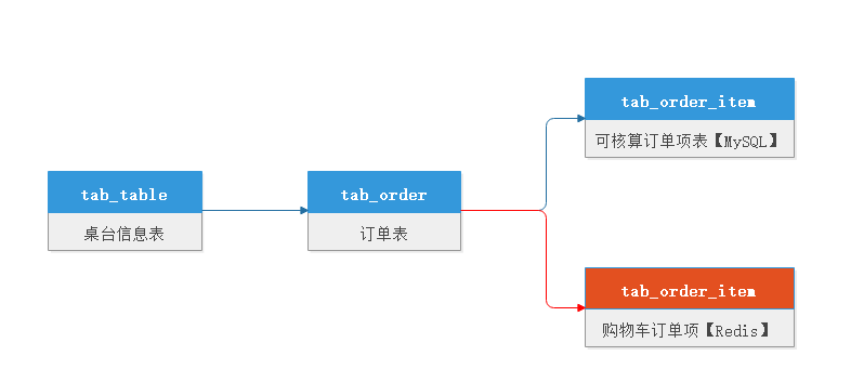 tab_table
桌台信息表
tab_order
订单表
tab_order_item
可核算订单项表【MySQL】
tab_order_item
购物车订单项【Redis】